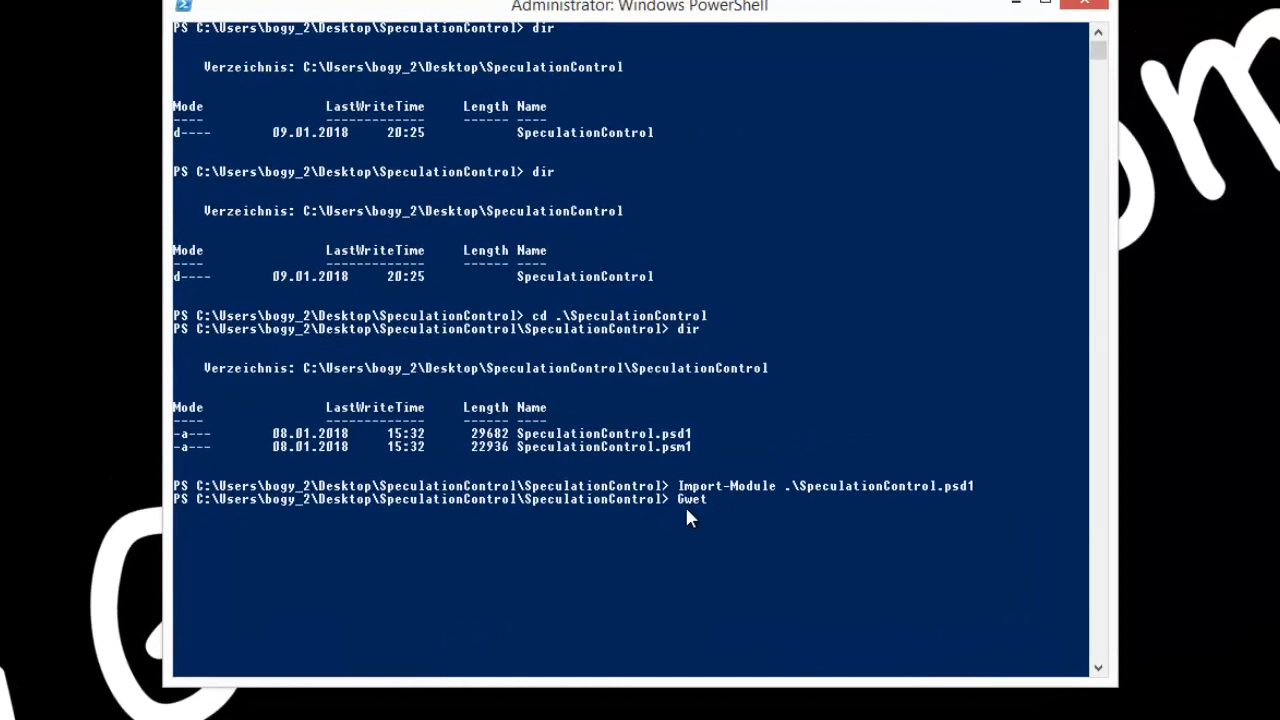 Administrator: Windows PowerShell
PS C:\Users\bogy_2\Desktop\SpeculationControl> dir
Verzeichnis: C:\Users\bogy_2\Desktop\SpeculationControl
Mode LastWriteTime Length Name
---- ------------- ------ ----
d---- 09.01.2018 20:25 SpeculationControl
PS C:\Users\bogy_2\Desktop\SpeculationControl> dir
Verzeichnis: C:\Users\bogy_2\Desktop\SpeculationControl
Mode LastWriteTime Length Name
---- ------------- ------ ----
d---- 09.01.2018 20:25 SpeculationControl
PS C:\Users\bogy_2\Desktop\SpeculationControl> cd .\SpeculationControl
PS C:\Users\bogy_2\Desktop\SpeculationControl\SpeculationControl> dir
Verzeichnis: C:\Users\bogy_2\Desktop\SpeculationControl\SpeculationControl
Mode LastWriteTime Length Name
---- ------------- ------ ----
-a--- 08.01.2018 15:32 29682 SpeculationControl.psd1
-a--- 08.01.2018 15:32 22936 SpeculationControl.psm1
PS C:\Users\bogy_2\Desktop\SpeculationControl\SpeculationControl> Import-Module .\SpeculationControl.psd1
PS C:\Users\bogy_2\Desktop\SpeculationControl\SpeculationControl> Gwet